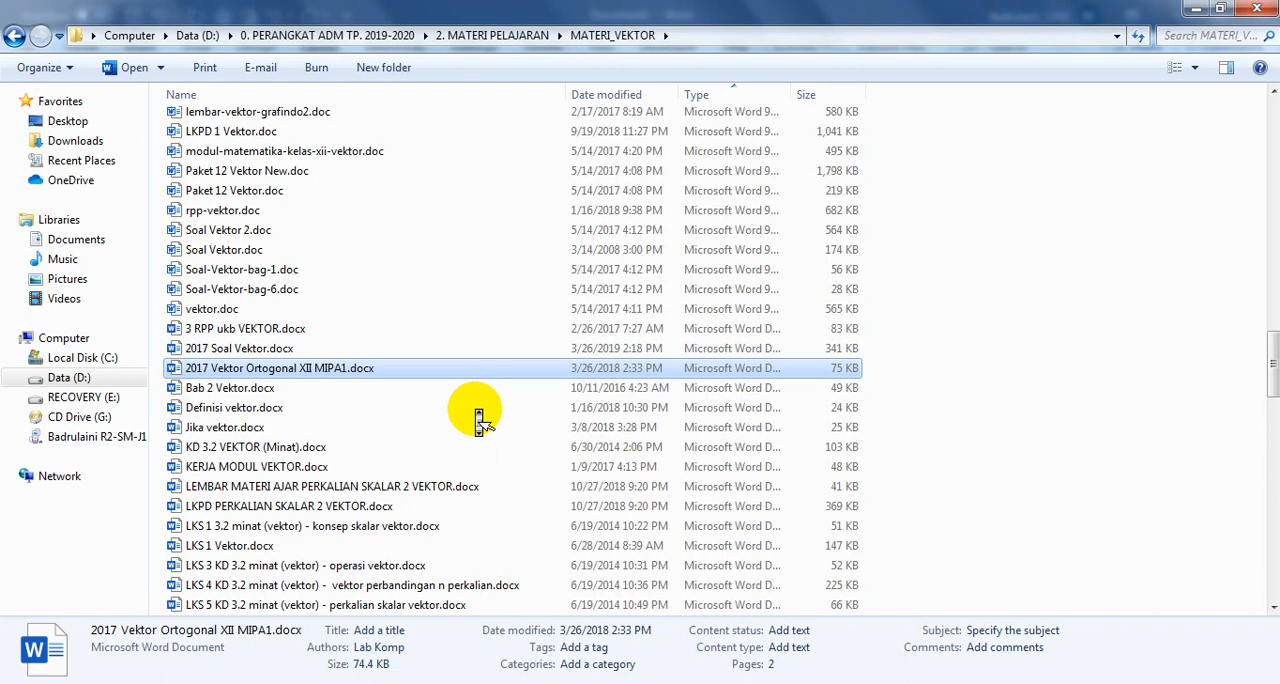 Computer Data (D:) 0. PERANGKAT ADM TP. 2019-2020 2. MATERI PELAJARAN MATERI_VEKTOR Search MATERI_V...
Organize Open Print E-mail Burn New folder
Name Date modified Type Size
Favorites
Desktop
Downloads
Recent Places
OneDrive
Libraries
Documents
Music
Pictures
Videos
Computer
Local Disk (C:)
Data (D:)
RECOVERY (E:)
CD Drive (G:)
Badrulaini R2-SM-J1
Network
lembar-vektor-grafindo2.doc 2/17/2017 8:19 AM Microsoft Word 9... 580 KB
LKPD 1 Vektor.doc 9/19/2018 11:27 PM Microsoft Word 9... 1,041 KB
modul-matematika-kelas-xii-vektor.doc 5/14/2017 4:20 PM Microsoft Word 9... 495 KB
Paket 12 Vektor New.doc 5/14/2017 4:08 PM Microsoft Word 9... 1,798 KB
Paket 12 Vektor.doc 5/14/2017 4:08 PM Microsoft Word 9... 219 KB
rpp-vektor.doc 1/16/2018 9:38 PM Microsoft Word 9... 682 KB
Soal Vektor 2.doc 5/14/2017 4:12 PM Microsoft Word 9... 564 KB
Soal Vektor.doc 3/14/2008 3:00 PM Microsoft Word 9... 174 KB
Soal-Vektor-bag-1.doc 5/14/2017 4:12 PM Microsoft Word 9... 56 KB
Soal-Vektor-bag-6.doc 5/14/2017 4:12 PM Microsoft Word 9... 28 KB
vektor.doc 5/14/2017 4:11 PM Microsoft Word 9... 565 KB
3 RPP ukb VEKTOR.docx 2/26/2017 7:27 AM Microsoft Word D... 83 KB
2017 Soal Vektor.docx 3/26/2019 2:18 PM Microsoft Word D... 341 KB
2017 Vektor Ortogonal XII MIPA1.docx 3/26/2018 2:33 PM Microsoft Word D... 75 KB
Bab 2 Vektor.docx 10/11/2016 4:23 AM Microsoft Word D... 49 KB
Definisi vektor.docx 1/16/2018 10:30 PM Microsoft Word D... 24 KB
Jika vektor.docx 3/8/2018 3:28 PM Microsoft Word D... 25 KB
KD 3.2 VEKTOR (Minat).docx 6/30/2014 2:06 PM Microsoft Word D... 103 KB
KERJA MODUL VEKTOR.docx 1/9/2017 4:13 PM Microsoft Word D... 48 KB
LEMBAR MATERI AJAR PERKALIAN SKALAR 2 VEKTOR.docx 10/27/2018 9:20 PM Microsoft Word D... 41 KB
LKPD PERKALIAN SKALAR 2 VEKTOR.docx 10/27/2018 9:20 PM Microsoft Word D... 369 KB
LKS 1 3.2 minat (vektor) - konsep skalar vektor.docx 6/19/2014 10:22 PM Microsoft Word D... 51 KB
LKS 1 Vektor.docx 6/28/2014 8:39 AM Microsoft Word D... 147 KB
LKS 3 KD 3.2 minat (vektor) - operasi vektor.docx 6/19/2014 10:31 PM Microsoft Word D... 52 KB
LKS 4 KD 3.2 minat (vektor) - vektor perbandingan n perkalian.docx 6/19/2014 10:36 PM Microsoft Word D... 225 KB
LKS 5 KD 3.2 minat (vektor) - perkalian skalar vektor.docx 6/19/2014 10:49 PM Microsoft Word D... 66 KB
2017 Vektor Ortogonal XII MIPA1.docx Title: Add a title Date modified: 3/26/2018 2:33 PM Content status: Add text Subject: Specify the subject
Microsoft Word Document Authors: Lab Komp Tags: Add a tag Content type: Add text Comments: Add comments
Size: 74.4 KB Categories: Add a category Pages: 2